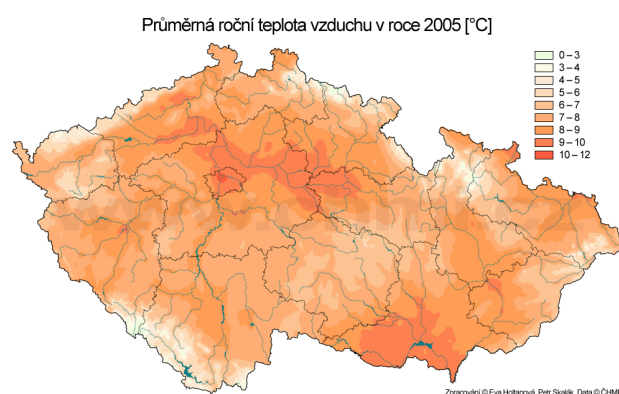 Průměrná roční teplota vzduchu v roce 2005 [°C]
0 – 3
3 – 4
4 – 5
5 – 6
6 – 7
7 – 8
8 – 9
9 – 10
10 – 12
Zpracování © Eva Holtanová, Petr Skalák, Data © ČHMÚ